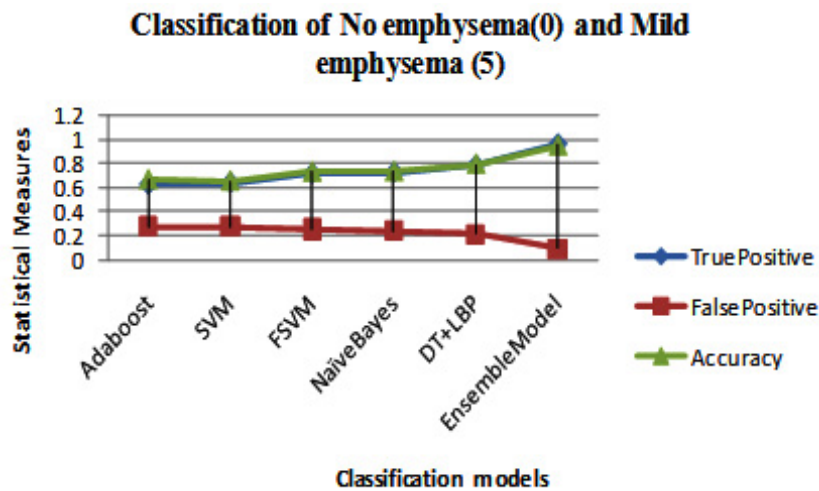 Classification of No emphysema(0) and Mild
emphysema (5)
Statistical Measures
1.2
1
0.8
0.6
0.4
0.2
0
Adaboost
SVM
FSVM
NaïveBayes
DT+LBP
EnsembleModel
Classification models
TruePositive
FalsePositive
Accuracy